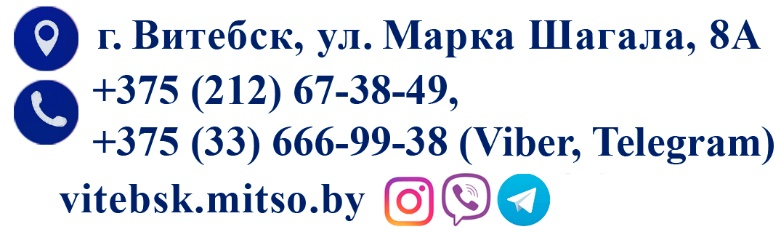 г. Витебск, ул. Марка Шагала, 8А
+375 (212) 67-38-49,
+375 (33) 666-99-38 (Viber, Telegram)
vitebsk.mitso.by